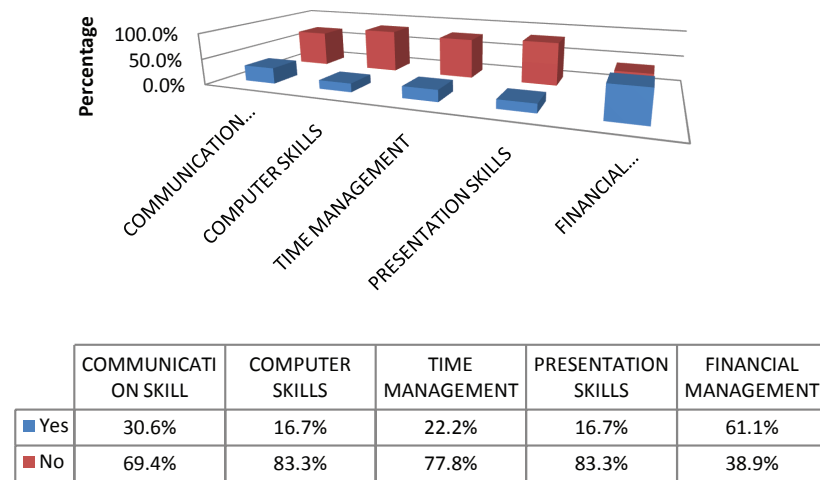 Percentage
100.0%
50.0%
0.0%
COMMUNICATION...
COMPUTER SKILLS
TIME MANAGEMENT
PRESENTATION SKILLS
FINANCIAL...
COMMUNICATI
ON SKILL
COMPUTER
SKILLS
TIME
MANAGEMENT
PRESENTATION
SKILLS
FINANCIAL
MANAGEMENT
Yes 30.6% 16.7% 22.2% 16.7% 61.1%
No 69.4% 83.3% 77.8% 83.3% 38.9%